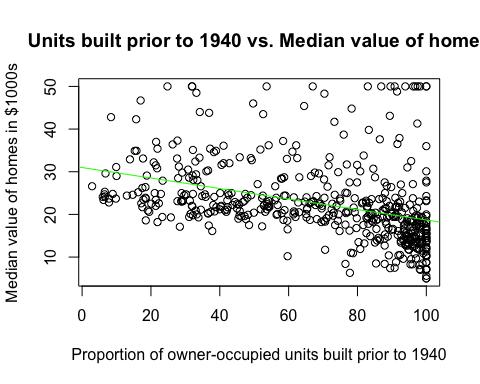 Units built prior to 1940 vs. Median value of home
Median value of homes in $1000s
50
40
30
20
10
0 20 40 60 80 100
Proportion of owner-occupied units built prior to 1940